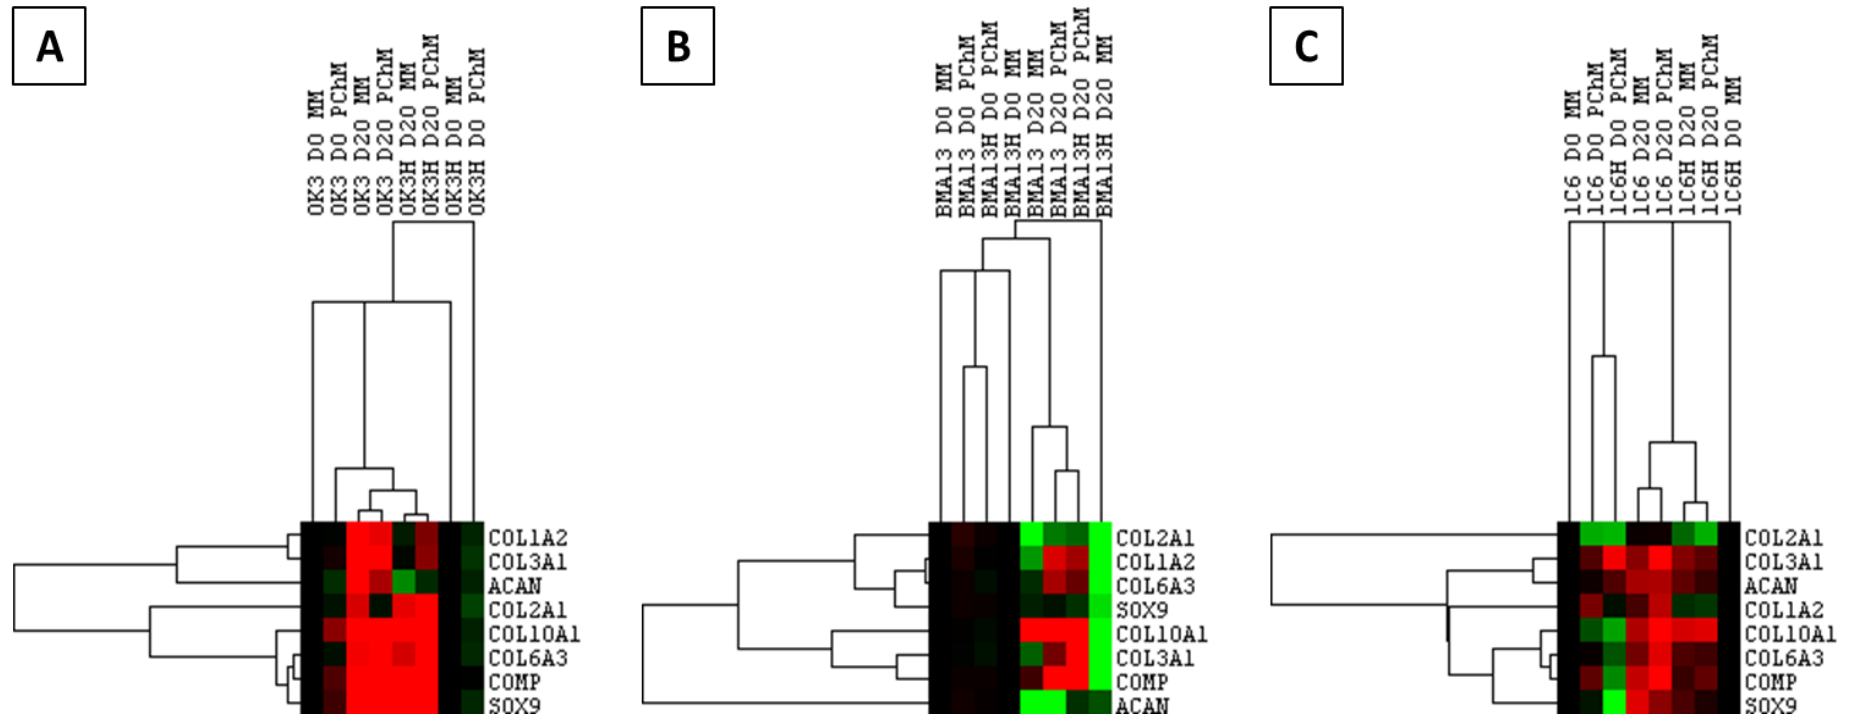 A
OK3 D0 MM
OK3 D0 PChM
OK3 D20 MM
OK3 D20 PChM
OK3H D20 MM
OK3H D20 PChM
OK3H D0 MM
OK3H D0 PChM
COL1A2
COL3A1
ACAN
COL2A1
COL10A1
COL6A3
COMP
SOX9
B
BMA13 D0 MM
BMA13 D0 PChM
BMA13H D0 PChM
BMA13H D0 MM
BMA13 D20 MM
BMA13 D20 PChM
BMA13H D20 PChM
BMA13H D20 MM
COL2A1
COL1A2
COL6A3
SOX9
COL10A1
COL3A1
COMP
ACAN
C
1C6 D0 MM
1C6 D0 PChM
1C6H D0 PChM
1C6 D20 MM
1C6 D20 PChM
1C6H D20 MM
1C6H D20 PChM
1C6H D0 MM
COL2A1
COL3A1
ACAN
COL1A2
COL10A1
COL6A3
COMP
SOX9